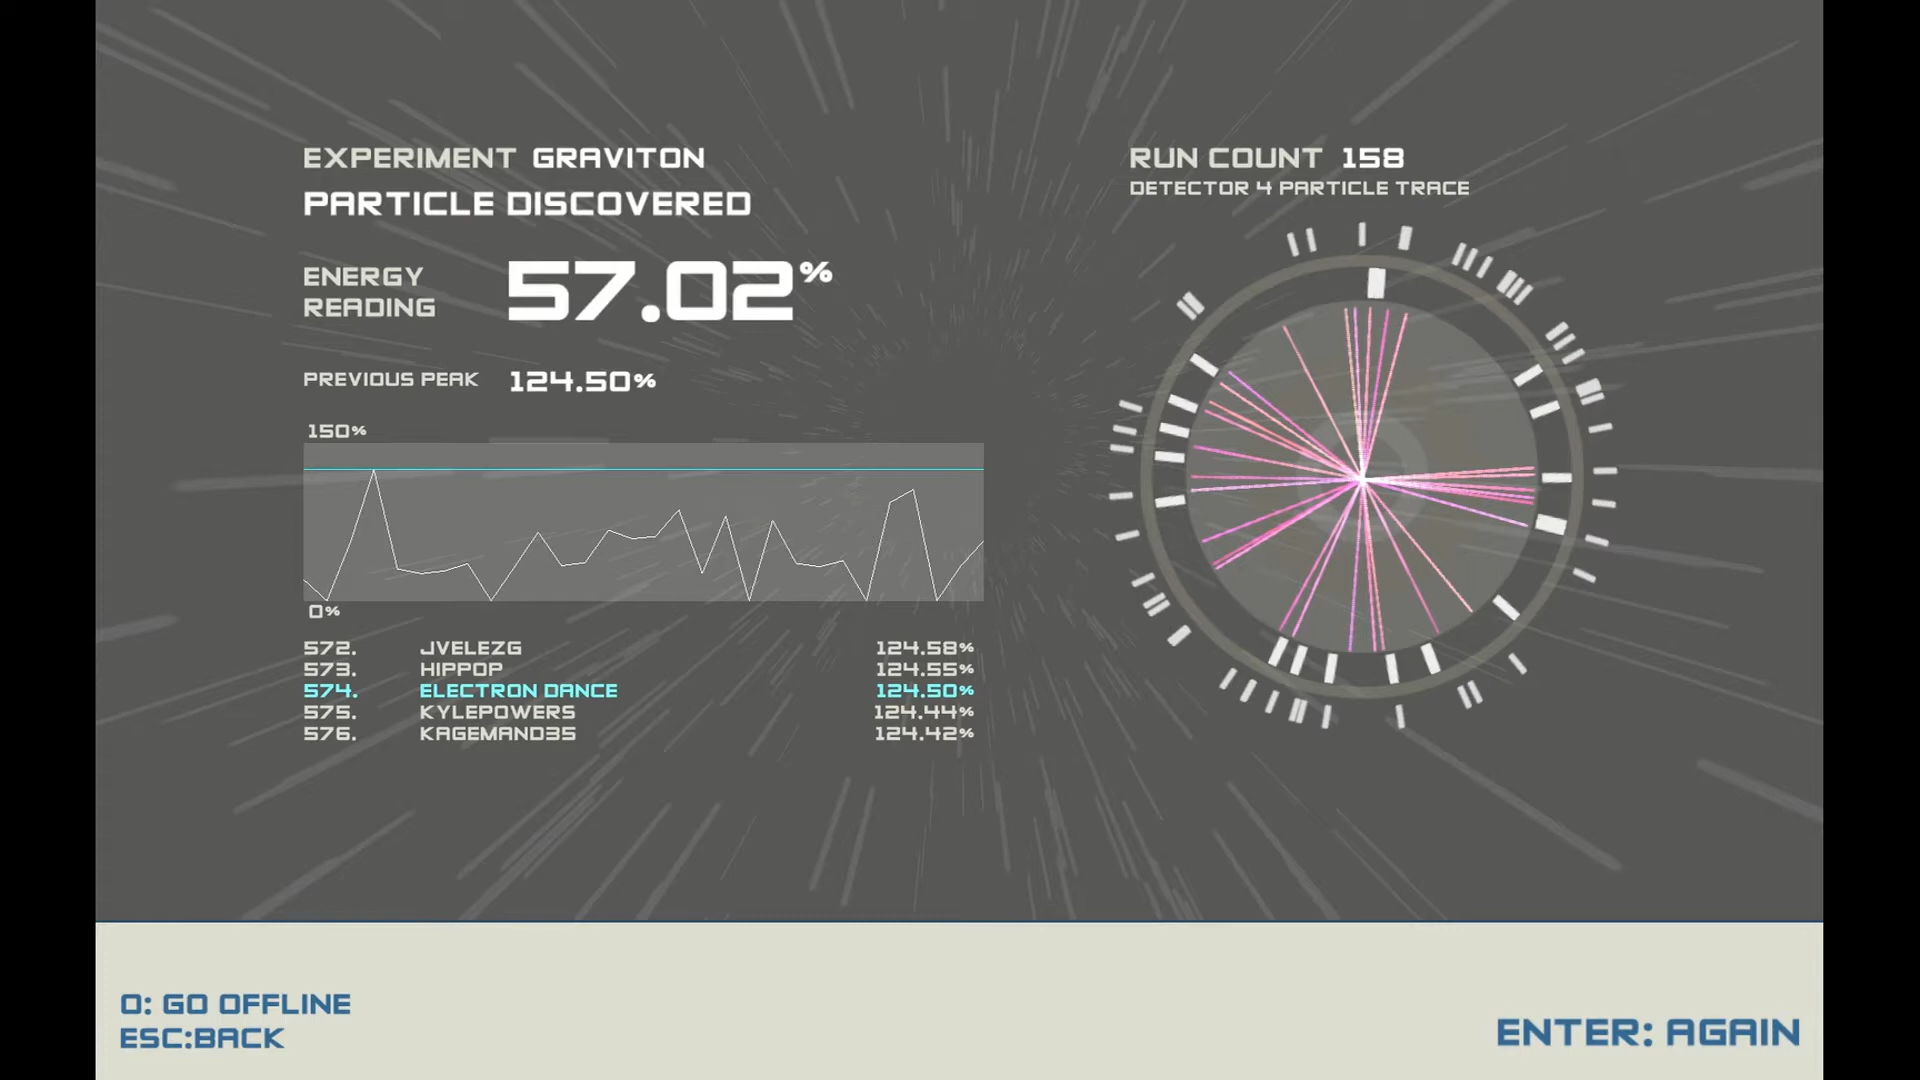 EXPERIMENT GRAVITON
PARTICLE DISCOVERED
ENERGY READING 57.02%
PREVIOUS PEAK 124.50%
150%
0%
572. JVELEZG 124.58%
573. HIPPOP 124.55%
574. ELECTRON DANCE 124.50%
575. KYLEPOWERS 124.44%
576. KAGEMAND35 124.42%
RUN COUNT 158
DETECTOR 4 PARTICLE TRACE
O: GO OFFLINE
ESC:BACK
ENTER: AGAIN